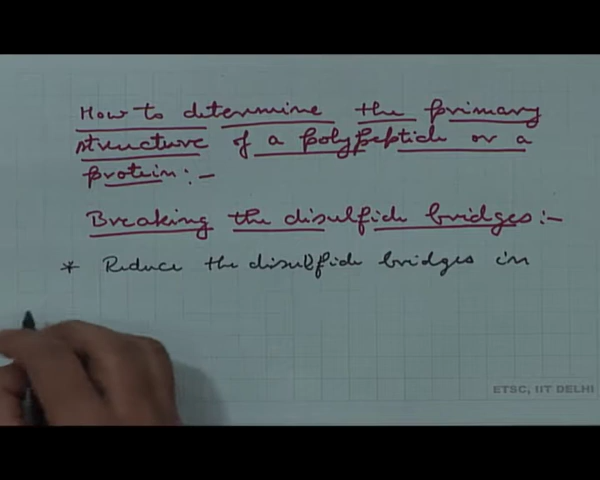 How to determine the primary
structure of a polypeptide or a
protein:-
Breaking the disulfide bridges:-
* Reduce the disulfide bridges in
ETSC, IIT DELHI